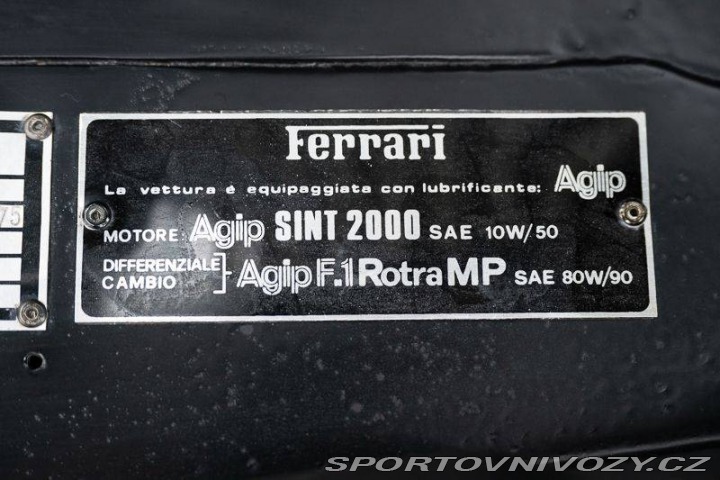 Ferrari
La vettura é equipaggiata con lubrificante: Agip
MOTORE Agip SINT 2000 SAE 10W/50
DIFFERENZIALE
CAMBIO Agip F.1 Rotra MP SAE 80W/90
75
SPORTOVNIVOZY.CZ